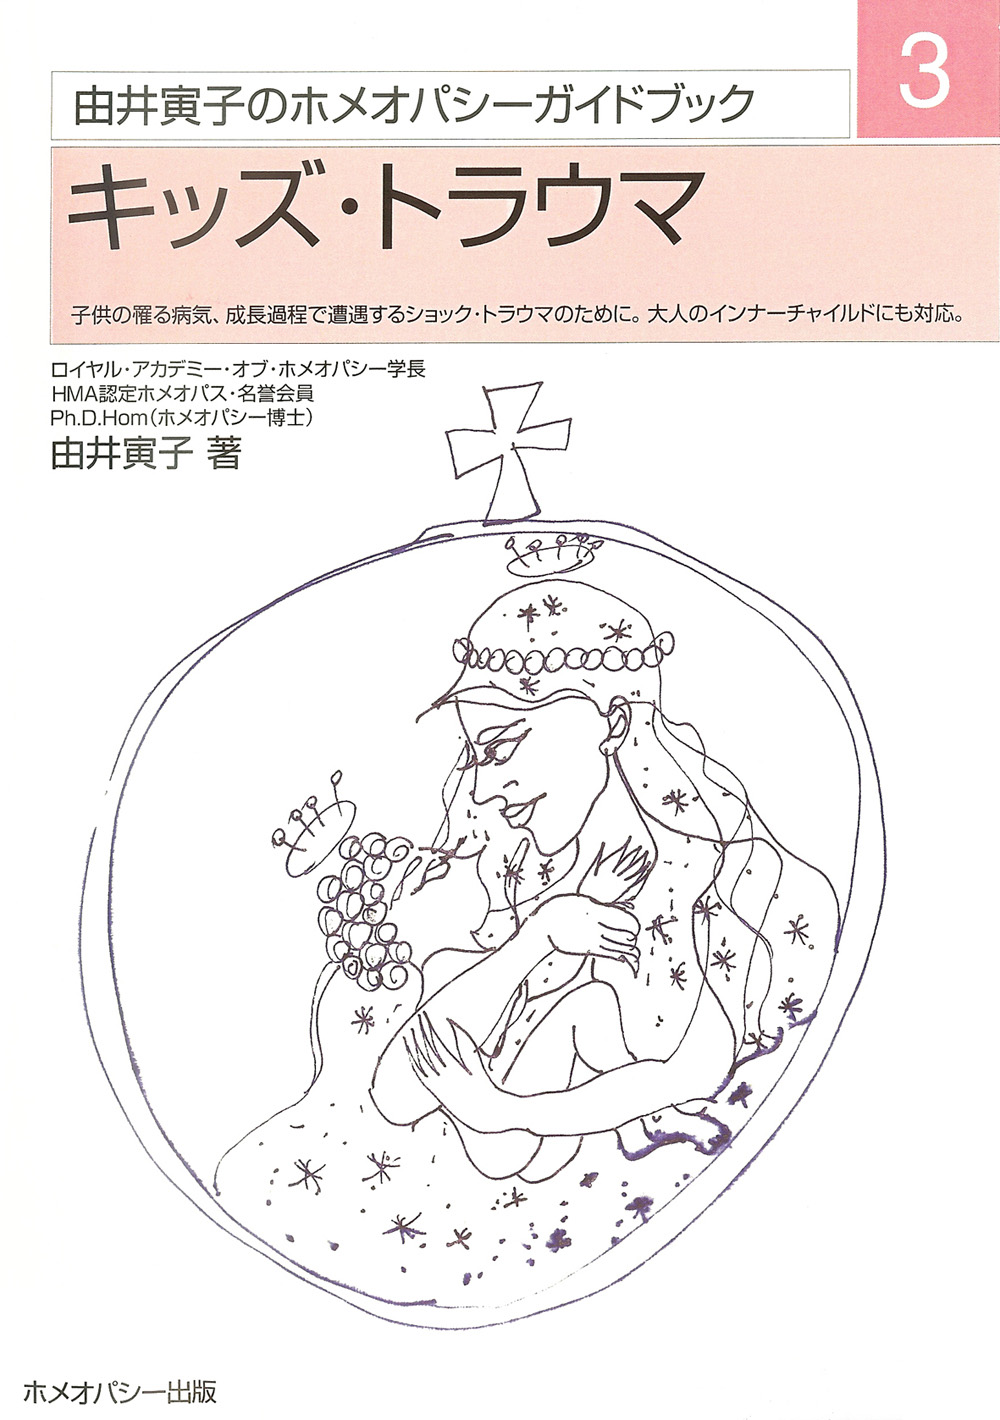 3
由井寅子のホメオパシーガイドブック
キッズ・トラウマ
子供の罹る病気、成長過程で遭遇するショック・トラウマのために。大人のインナーチャイルドにも対応。
ロイヤル・アカデミー・オブ・ホメオパシー学長
HMA認定ホメオパス・名誉会員
Ph.D.Hom(ホメオパシー博士)
由井寅子 著
ホメオパシー出版